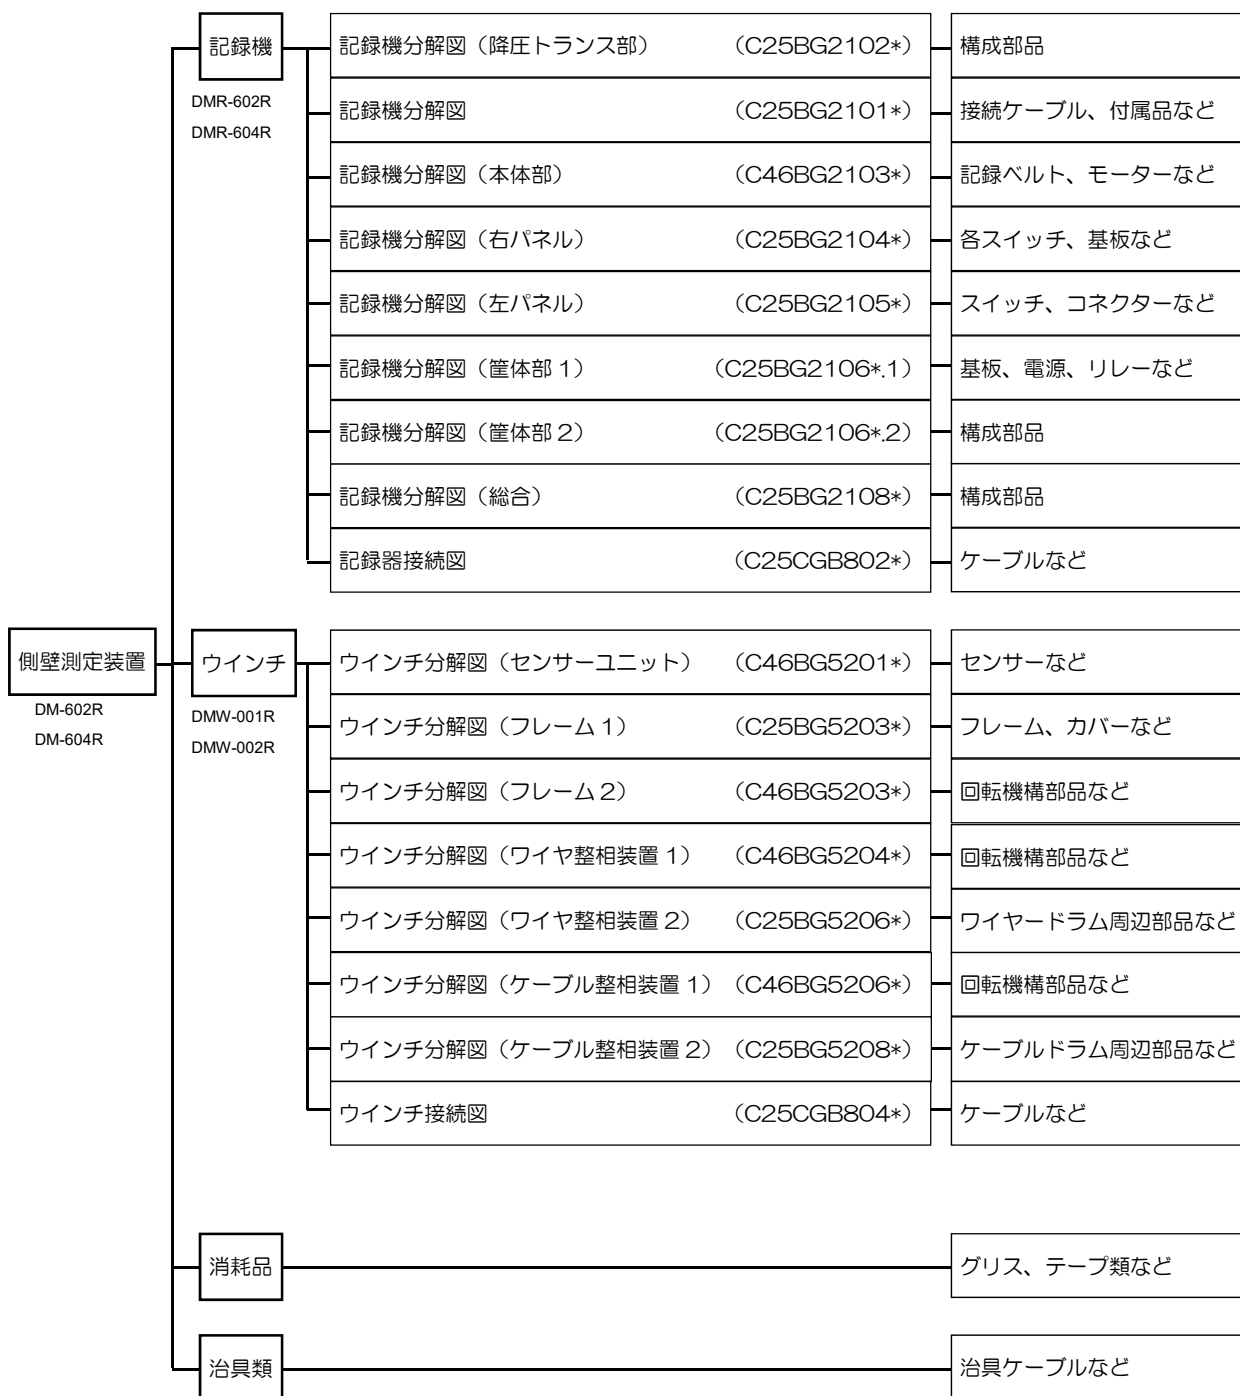 記録機
DMR-602R
DMR-604R
記録機分解図（降圧トランス部） （C25BG2102*） 構成部品
記録機分解図 （C25BG2101*） 接続ケーブル、付属品など
記録機分解図（本体部） （C46BG2103*） 記録ベルト、モーターなど
記録機分解図（右パネル） （C25BG2104*） 各スイッチ、基板など
記録機分解図（左パネル） （C25BG2105*） スイッチ、コネクターなど
記録機分解図（筐体部1） （C25BG2106*.1） 基板、電源、リレーなど
記録機分解図（筐体部2） （C25BG2106*.2） 構成部品
記録機分解図（総合） （C25BG2108*） 構成部品
記録器接続図 （C25CGB802*） ケーブルなど
側壁測定装置
DM-602R
DM-604R
ウインチ
DMW-001R
DMW-002R
ウインチ分解図（センサーユニット） （C46BG5201*） センサーなど
ウインチ分解図（フレーム1） （C25BG5203*） フレーム、カバーなど
ウインチ分解図（フレーム2） （C46BG5203*） 回転機構部品など
ウインチ分解図（ワイヤ整相装置1） （C46BG5204*） 回転機構部品など
ウインチ分解図（ワイヤ整相装置2） （C25BG5206*） ワイヤードラム周辺部品など
ウインチ分解図（ケーブル整相装置1） （C46BG5206*） 回転機構部品など
ウインチ分解図（ケーブル整相装置2） （C25BG5208*） ケーブルドラム周辺部品など
ウインチ接続図 （C25CGB804*） ケーブルなど
消耗品 グリス、テープ類など
治具類 治具ケーブルなど